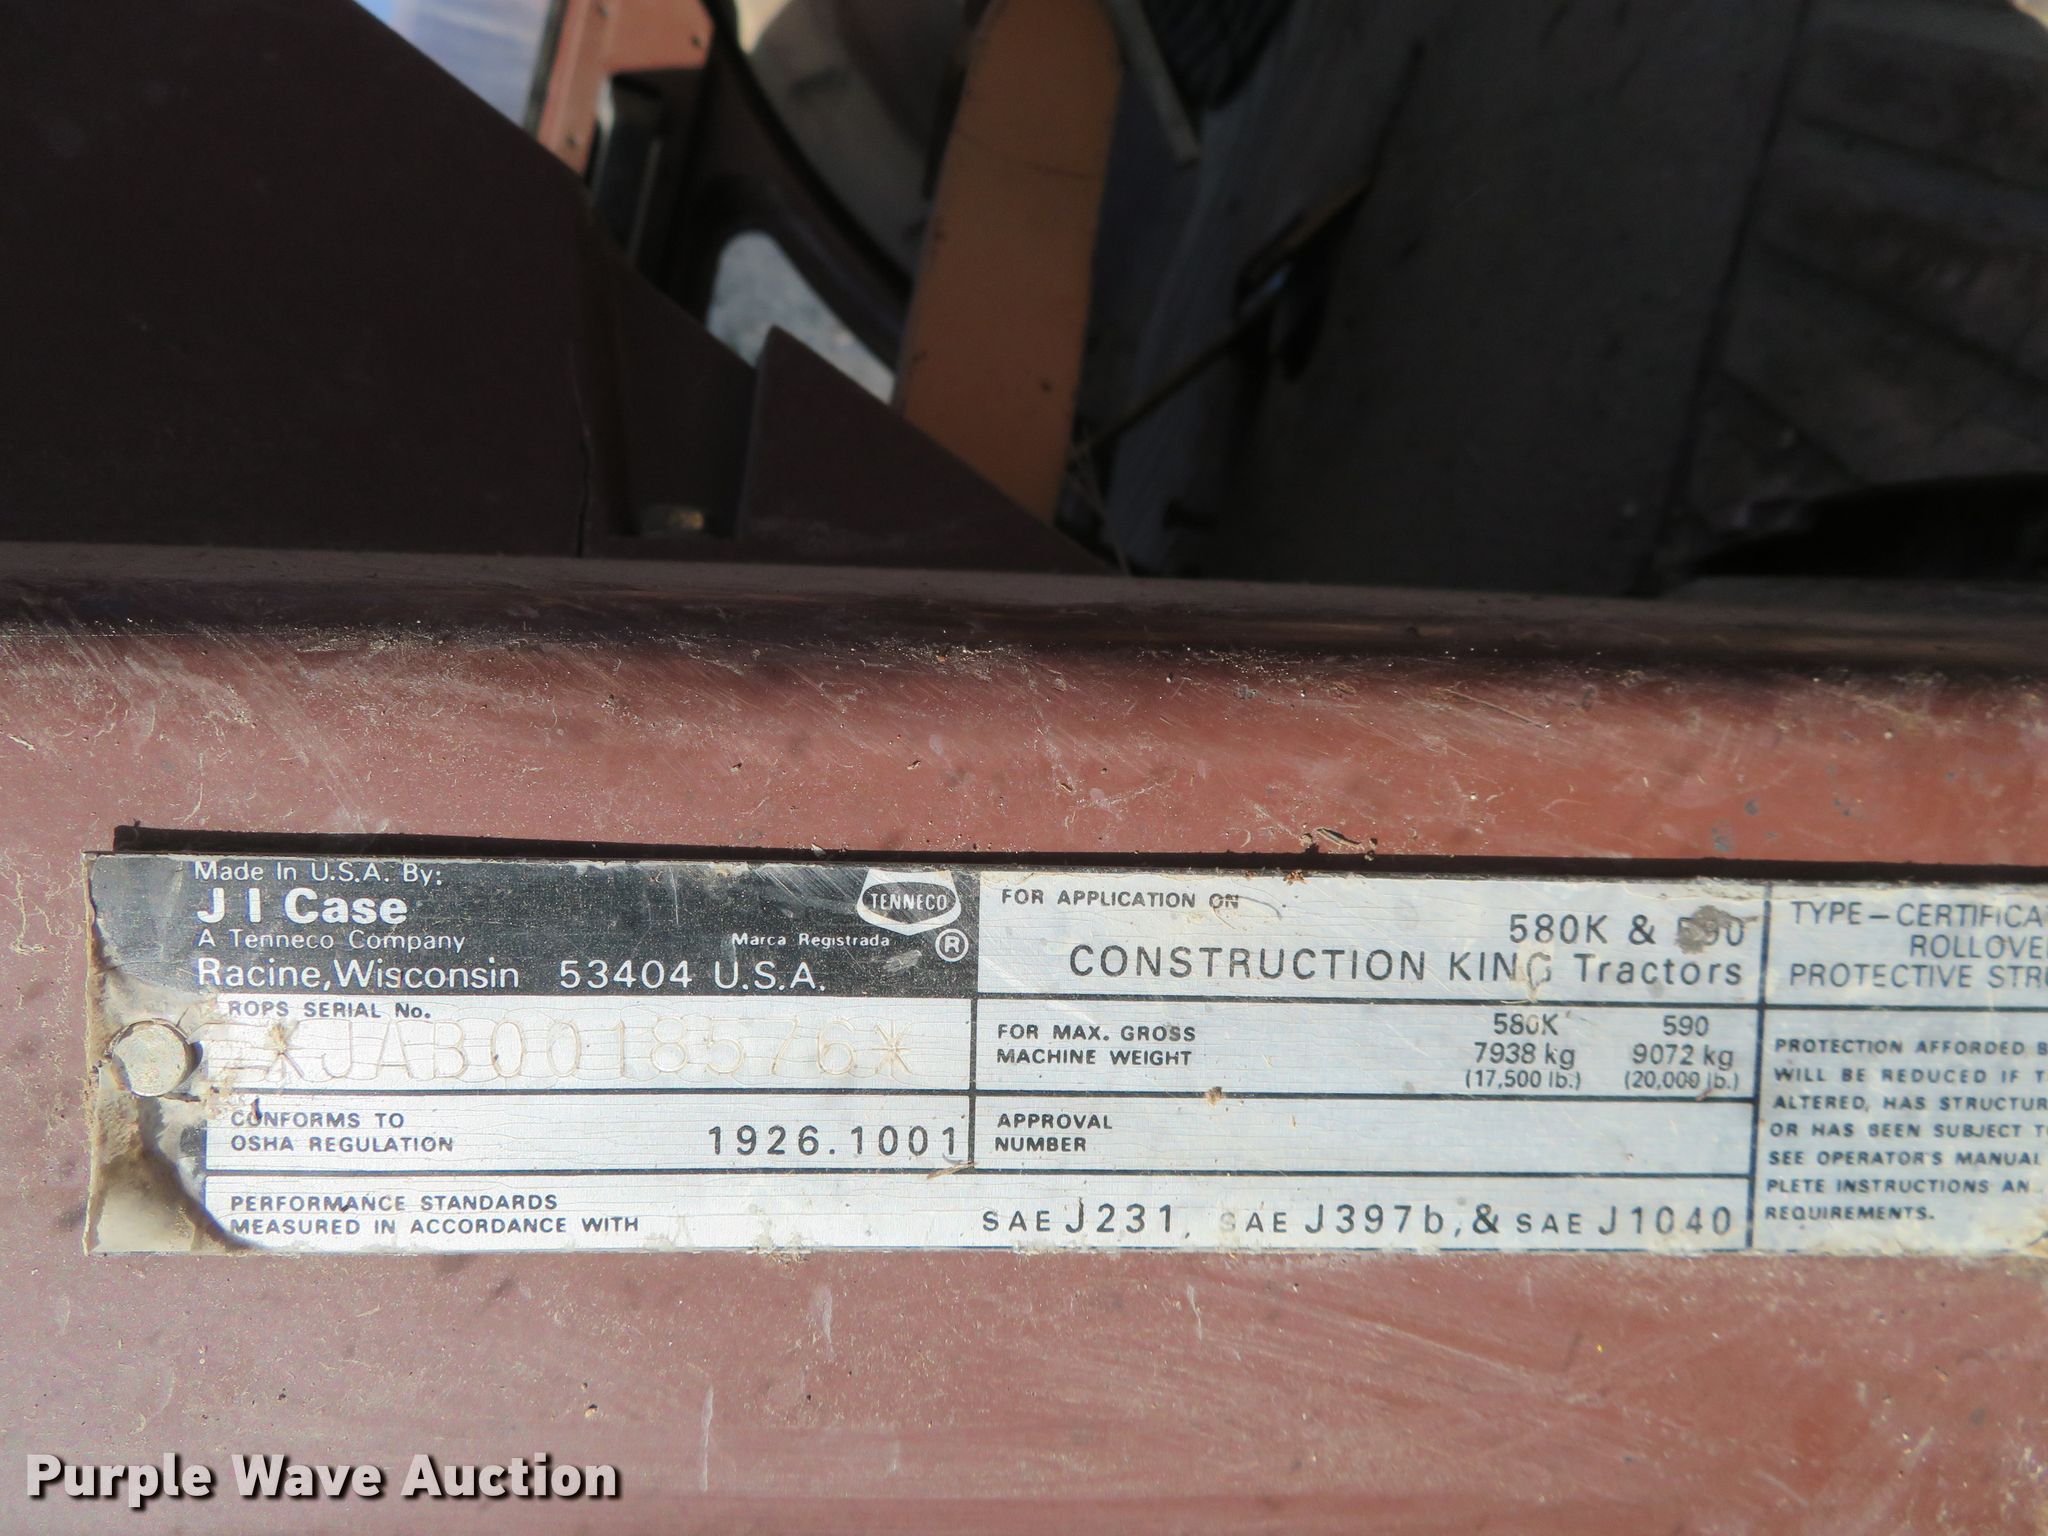 Made In U.S.A. By:
J I Case
A Tenneco Company
Racine, Wisconsin 53404 U.S.A.
TENNECO
Marca Registrada ®
ROPS SERIAL No.
*JAB0018576*
CONFORMS TO
OSHA REGULATION 1926.1001
PERFORMANCE STANDARDS
MEASURED IN ACCORDANCE WITH
SAE J231, SAE J397b, & SAE J1040
FOR APPLICATION ON
580K & 590
CONSTRUCTION KING Tractors
FOR MAX. GROSS
MACHINE WEIGHT
580K 590
7938 kg 9072 kg
(17,500 lb.) (20,000 lb.)
APPROVAL
NUMBER
TYPE-CERTIFICA
ROLLOVE
PROTECTIVE STR
PROTECTION AFFORDED B
WILL BE REDUCED IF T
ALTERED, HAS STRUCTUR
OR HAS BEEN SUBJECT T
SEE OPERATOR'S MANUAL
PLETE INSTRUCTIONS AN
REQUIREMENTS.
Purple Wave Auction